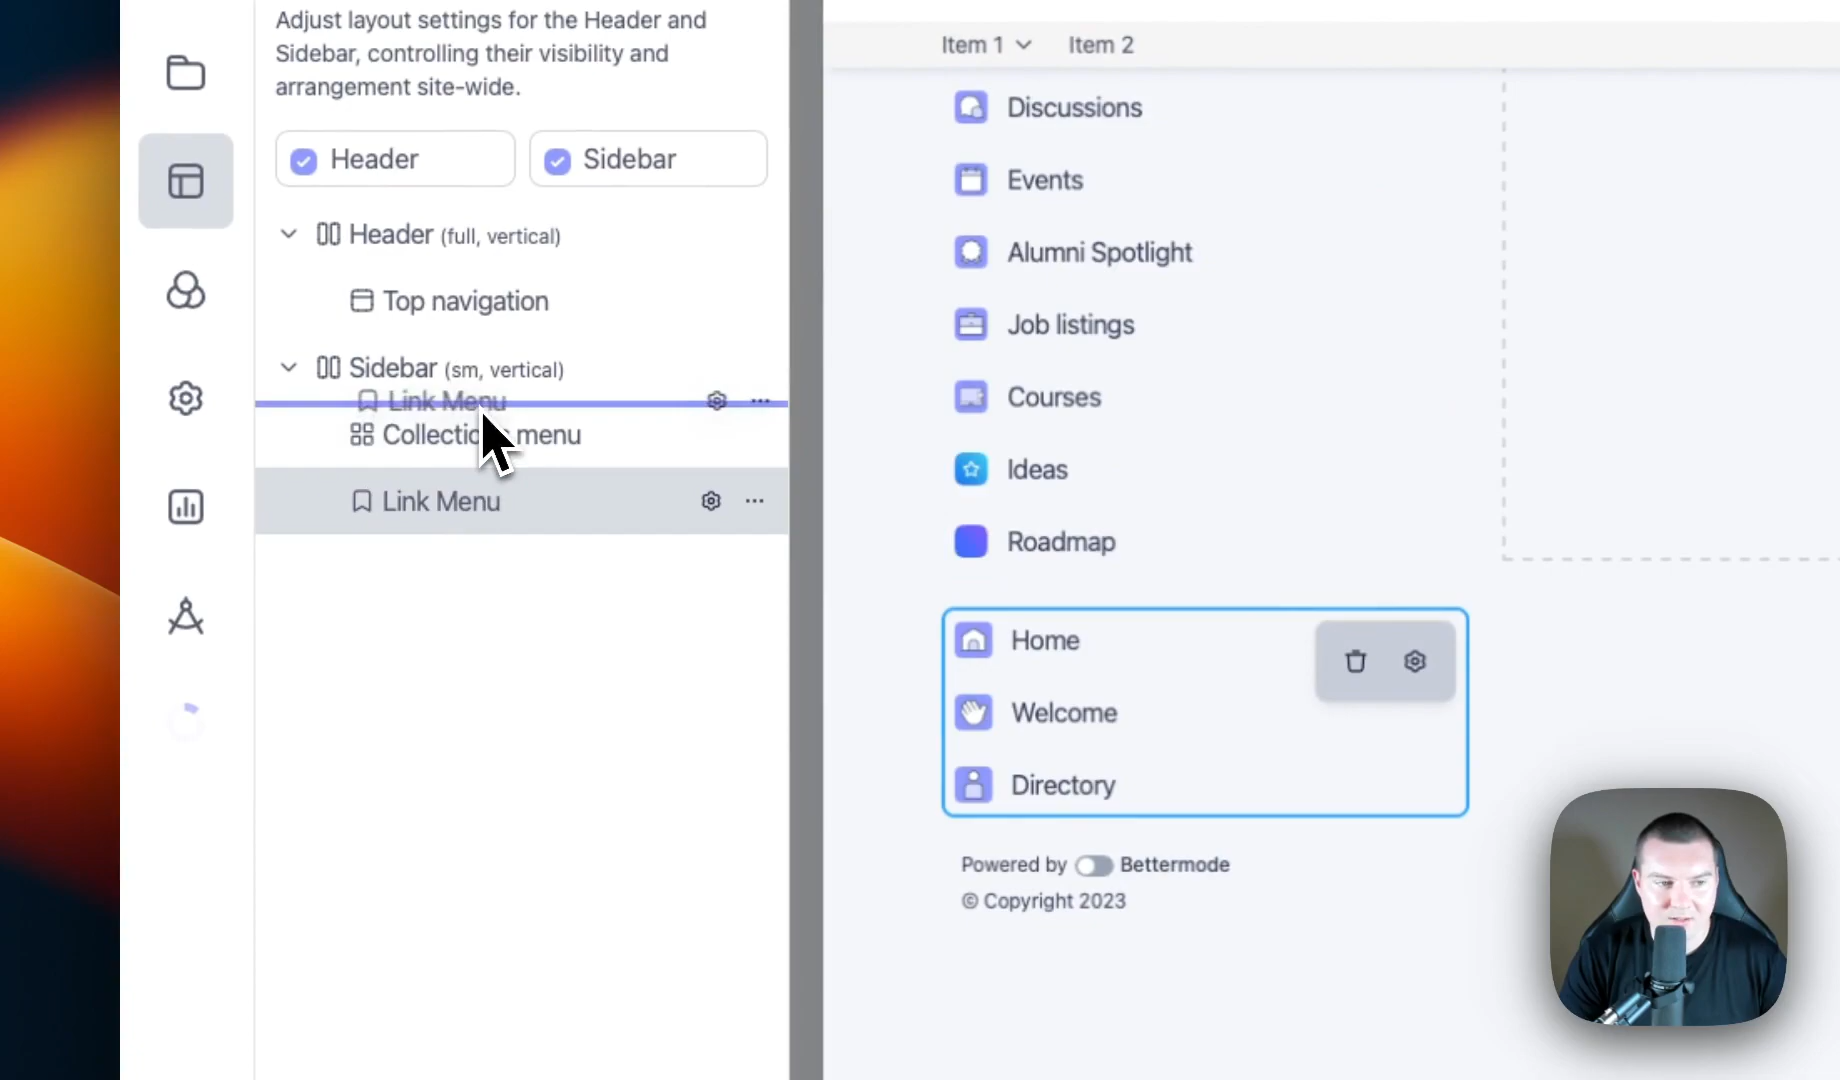 Adjust layout settings for the Header and
Sidebar, controlling their visibility and
arrangement site-wide.
Header
Sidebar
Header (full, vertical)
Top navigation
Sidebar (sm, vertical)
Link Menu
Collections menu
Link Menu
Item 1
Item 2
Discussions
Events
Alumni Spotlight
Job listings
Courses
Ideas
Roadmap
Home
Welcome
Directory
Powered by Bettermode
© Copyright 2023